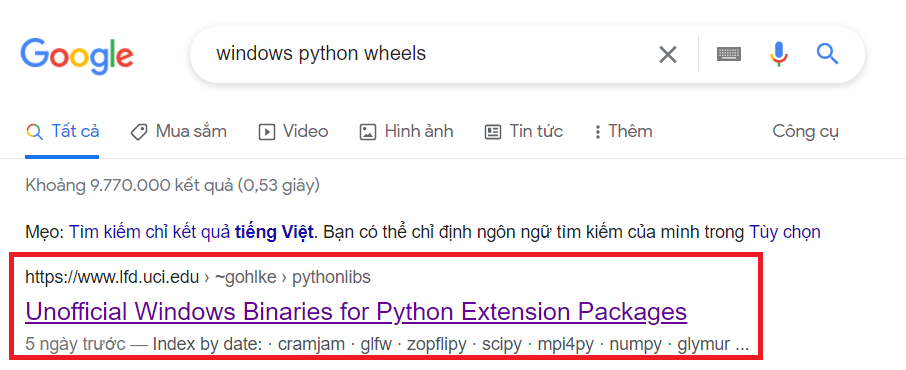 Google windows python wheels
Tất cả Mua sắm Video Hình ảnh Tin tức Thêm Công cụ
Khoảng 9.770.000 kết quả (0,53 giây)
Mẹo: Tìm kiếm chỉ kết quả tiếng Việt. Bạn có thể chỉ định ngôn ngữ tìm kiếm của mình trong Tùy chọn
https://www.lfd.uci.edu › ~gohlke › pythonlibs
Unofficial Windows Binaries for Python Extension Packages
5 ngày trước — Index by date: · cramjam · glfw · zopflipy · scipy · mpi4py · numpy · glymur ...